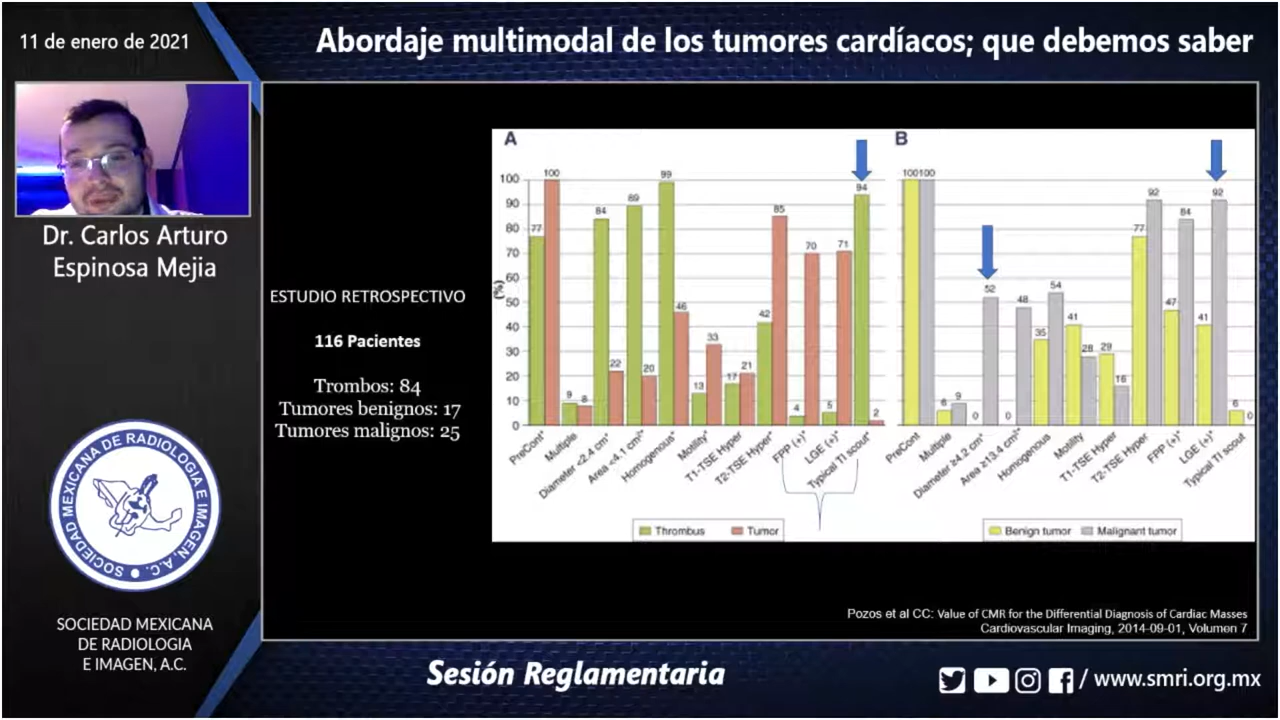 11 de enero de 2021
Abordaje multimodal de los tumores cardíacos; que debemos saber
Dr. Carlos Arturo
Espinosa Mejia
ESTUDIO RETROSPECTIVO
116 Pacientes
Trombos: 84
Tumores benignos: 17
Tumores malignos: 25
A
(%)
100
90
80
70
60
50
40
30
20
10
0
77 100 9 8 84 22 89 20 99 46 13 33 17 21 42 85 4 70 5 71 94 2
PreCont* Multiple Diameter <2.4 cm* Area <4.1 cm²* Homogenous* Motility* T1-TSE Hyper T2-TSE Hyper* FPP (+)* LGE (+)* Typical TI scout*
Thrombus Tumor
B
100 100 6 9 0 52 0 48 35 54 41 28 29 16 77 92 47 84 41 92 6 0
PreCont Multiple Diameter ≥4.2 cm* Area ≥13.4 cm²* Homogenous Motility T1-TSE Hyper T2-TSE Hyper FPP (+)* LGE (+)* Typical TI scout
Benign tumor Malignant tumor
Pozos et al CC: Value of CMR for the Differential Diagnosis of Cardiac Masses
Cardiovascular Imaging, 2014-09-01, Volumen 7
SOCIEDAD MEXICANA DE RADIOLOGIA E IMAGEN, A.C.
SOCIEDAD MEXICANA
DE RADIOLOGIA
E IMAGEN, A.C.
Sesión Reglamentaria
/ www.smri.org.mx